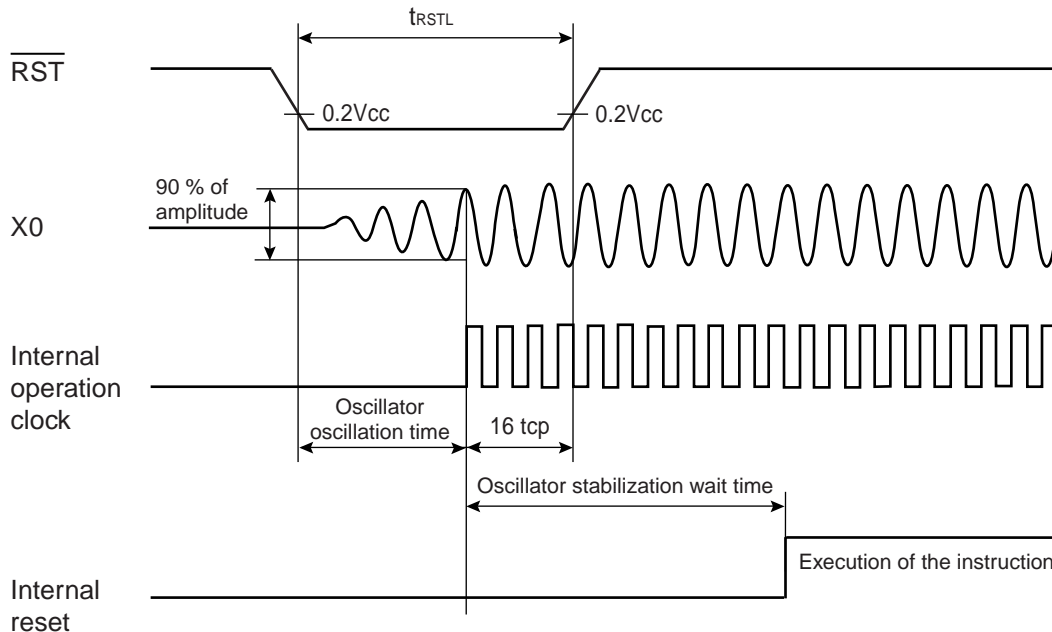 tRSTL
RST
0.2Vcc
0.2Vcc
90 % of
amplitude
X0
Internal
operation
clock
Oscillator
oscillation time
16 tcp
Oscillator stabilization wait time
Execution of the instruction
Internal
reset